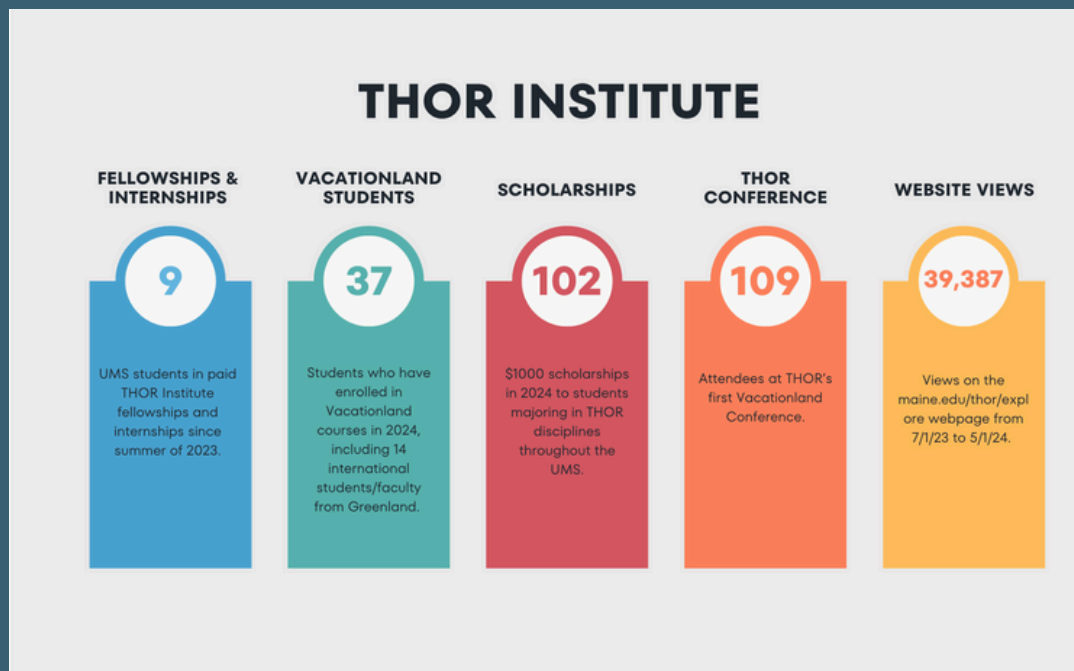 THOR INSTITUTE
FELLOWSHIPS &
INTERNSHIPS
9
UMS students in paid
THOR Institute
fellowships and
internships since
summer of 2023.
VACATIONLAND
STUDENTS
37
Students who have
enrolled in
Vacationland
courses in 2024,
including 14
international
students/faculty
from Greenland.
SCHOLARSHIPS
102
$1000 scholarships
in 2024 to students
majoring in THOR
disciplines
throughout the
UMS.
THOR
CONFERENCE
109
Attendees at THOR's
first Vacationland
Conference.
WEBSITE VIEWS
39,387
Views on the
maine.edu/thor/expl
ore webpage from
7/1/23 to 5/1/24.